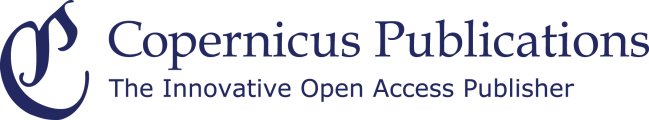 Copernicus Publications
The Innovative Open Access Publisher